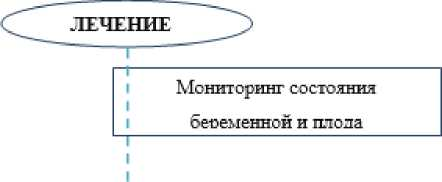 ЛЕЧЕНИЕ
Мониторинг состояния
беременной и плода